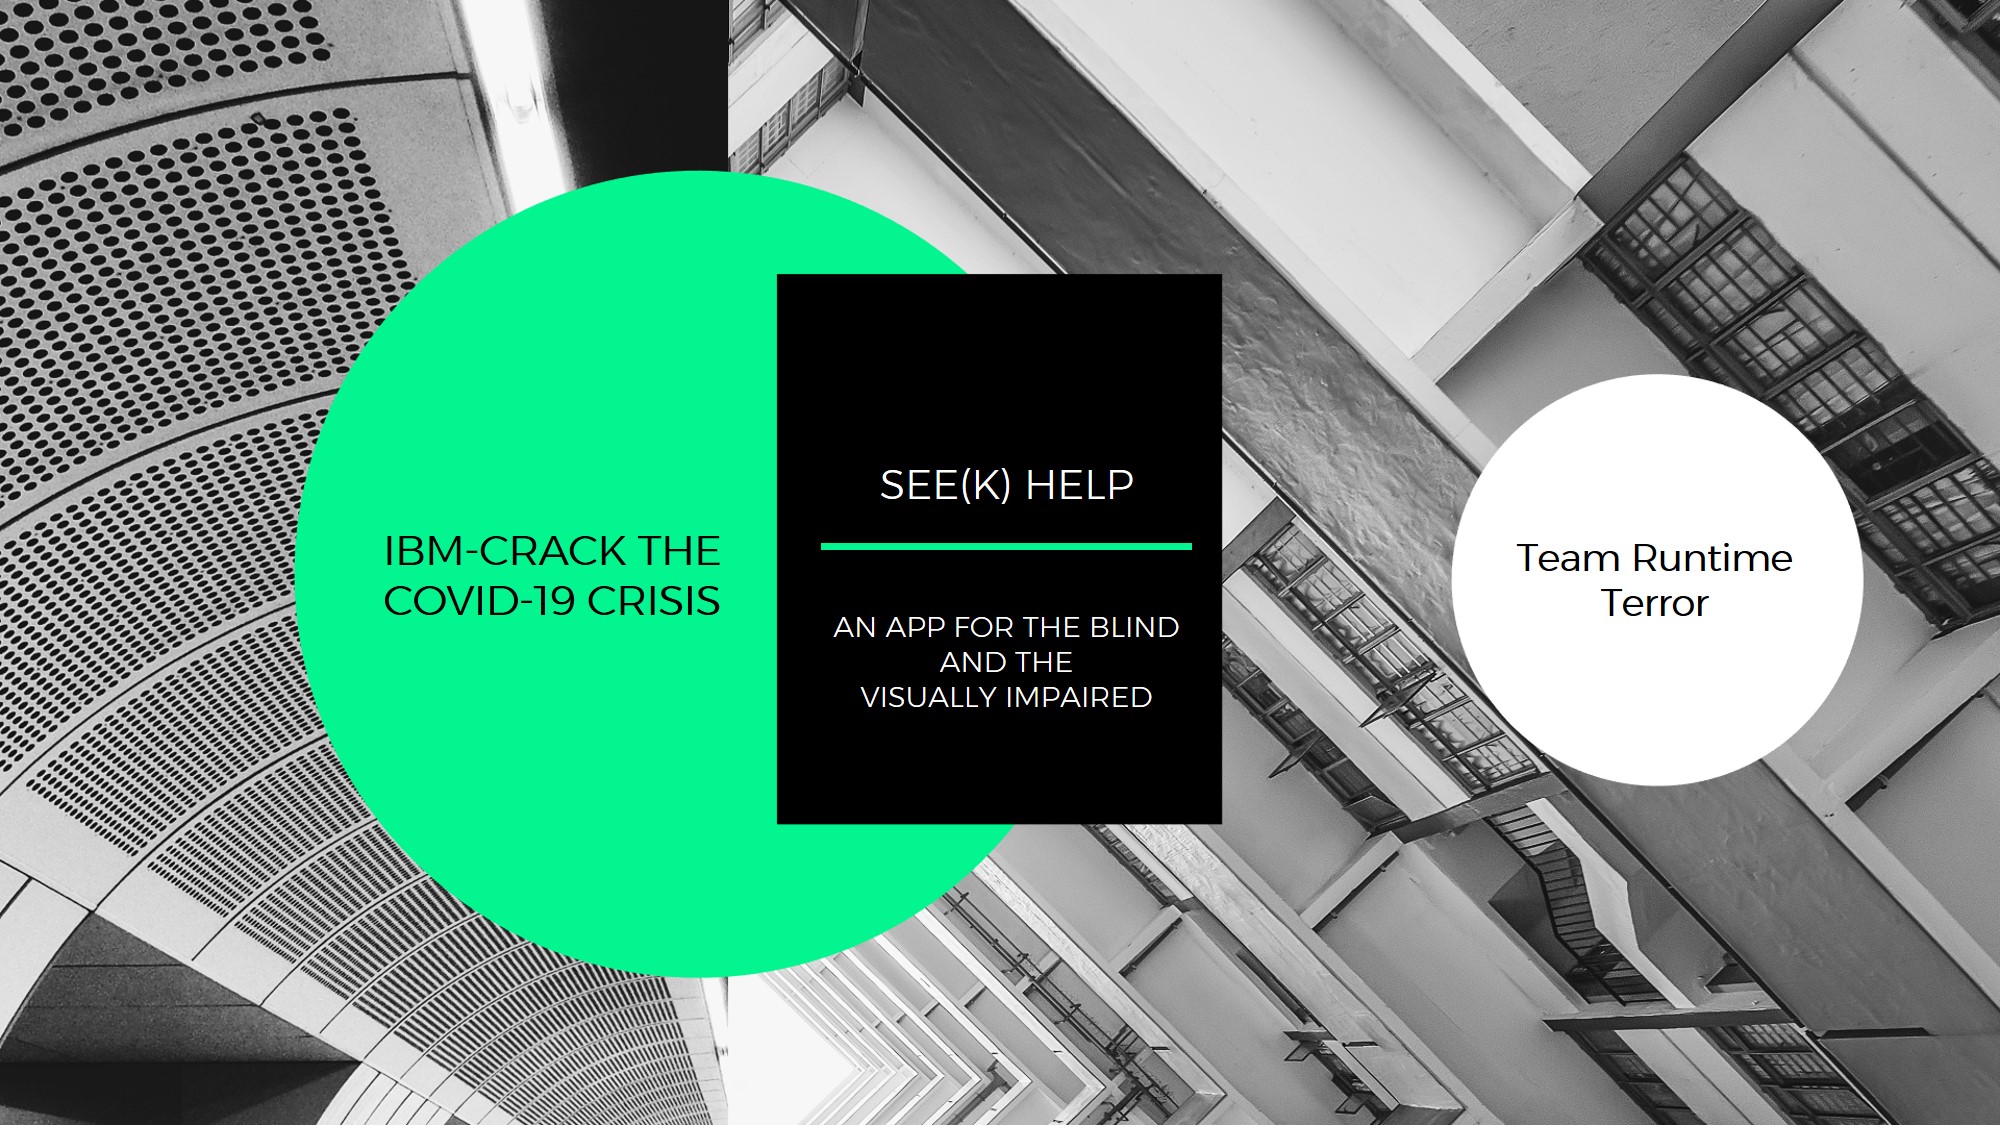 IBM-CRACK THE
COVID-19 CRISIS
SEE(K) HELP
AN APP FOR THE BLIND
AND THE
VISUALLY IMPAIRED
Team Runtime
Terror